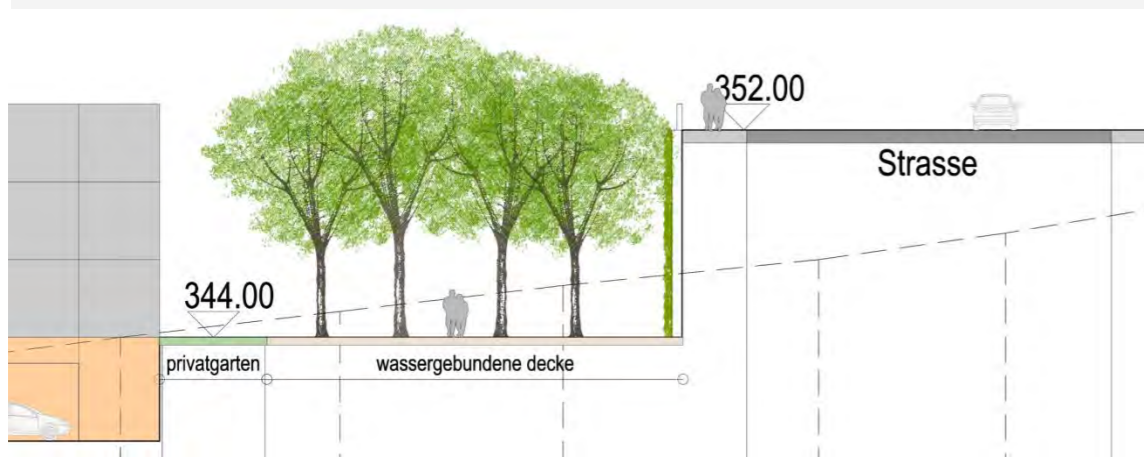 352.00
Strasse
344.00
privatgarten
wassergebundene decke